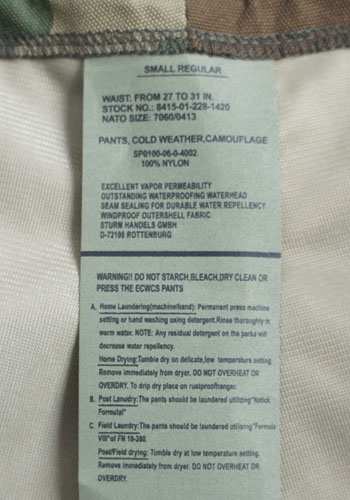 SMALL REGULAR
WAIST: FROM 27 TO 31 IN.
STOCK NO.: 8415-01-228-1420
NATO SIZE: 7060/0413
PANTS, COLD WEATHER,CAMOUFLAGE
SP0100-06-0-4002
100% NYLON
EXCELLENT VAPOR PERMEABILITY
OUTSTANDING WATERPROOFING WATERHEAD
SEAM SEALING FOR DURABLE WATER REPELLENCY
WINDPROOF OUTERSHELL FABRIC
STURM HANDELS GMBH
D-72108 ROTTENBURG
WARNING!! DO NOT STARCH,BLEACH,DRY CLEAN OR
PRESS THE ECWCS PANTS
A. Home Laundering(machine/hand): Permanent press machine
setting or hand washing using detergent.Rinse thoroughly in
warm water. NOTE: Any residual detergent on the parks will
decrease water repellency.
Home Drying:Tumble dry on delicate,low temperature setting.
Remove immediately from dryer. DO NOT OVERHEAT OR
OVERDRY. To drip dry place on rustproofhanger.
B. Post Lanudry:The pants should be laundered utilizing"Natick
Formulal"
C. Field Laundry:The pants should be laundered utilizing"Formula
VIII"of FN 10-280.
Post/Field drying: Tumble dry at low temperature setting.
Remove immediately from dryer. DO NOT OVERHEAT OR
OVERDRY.